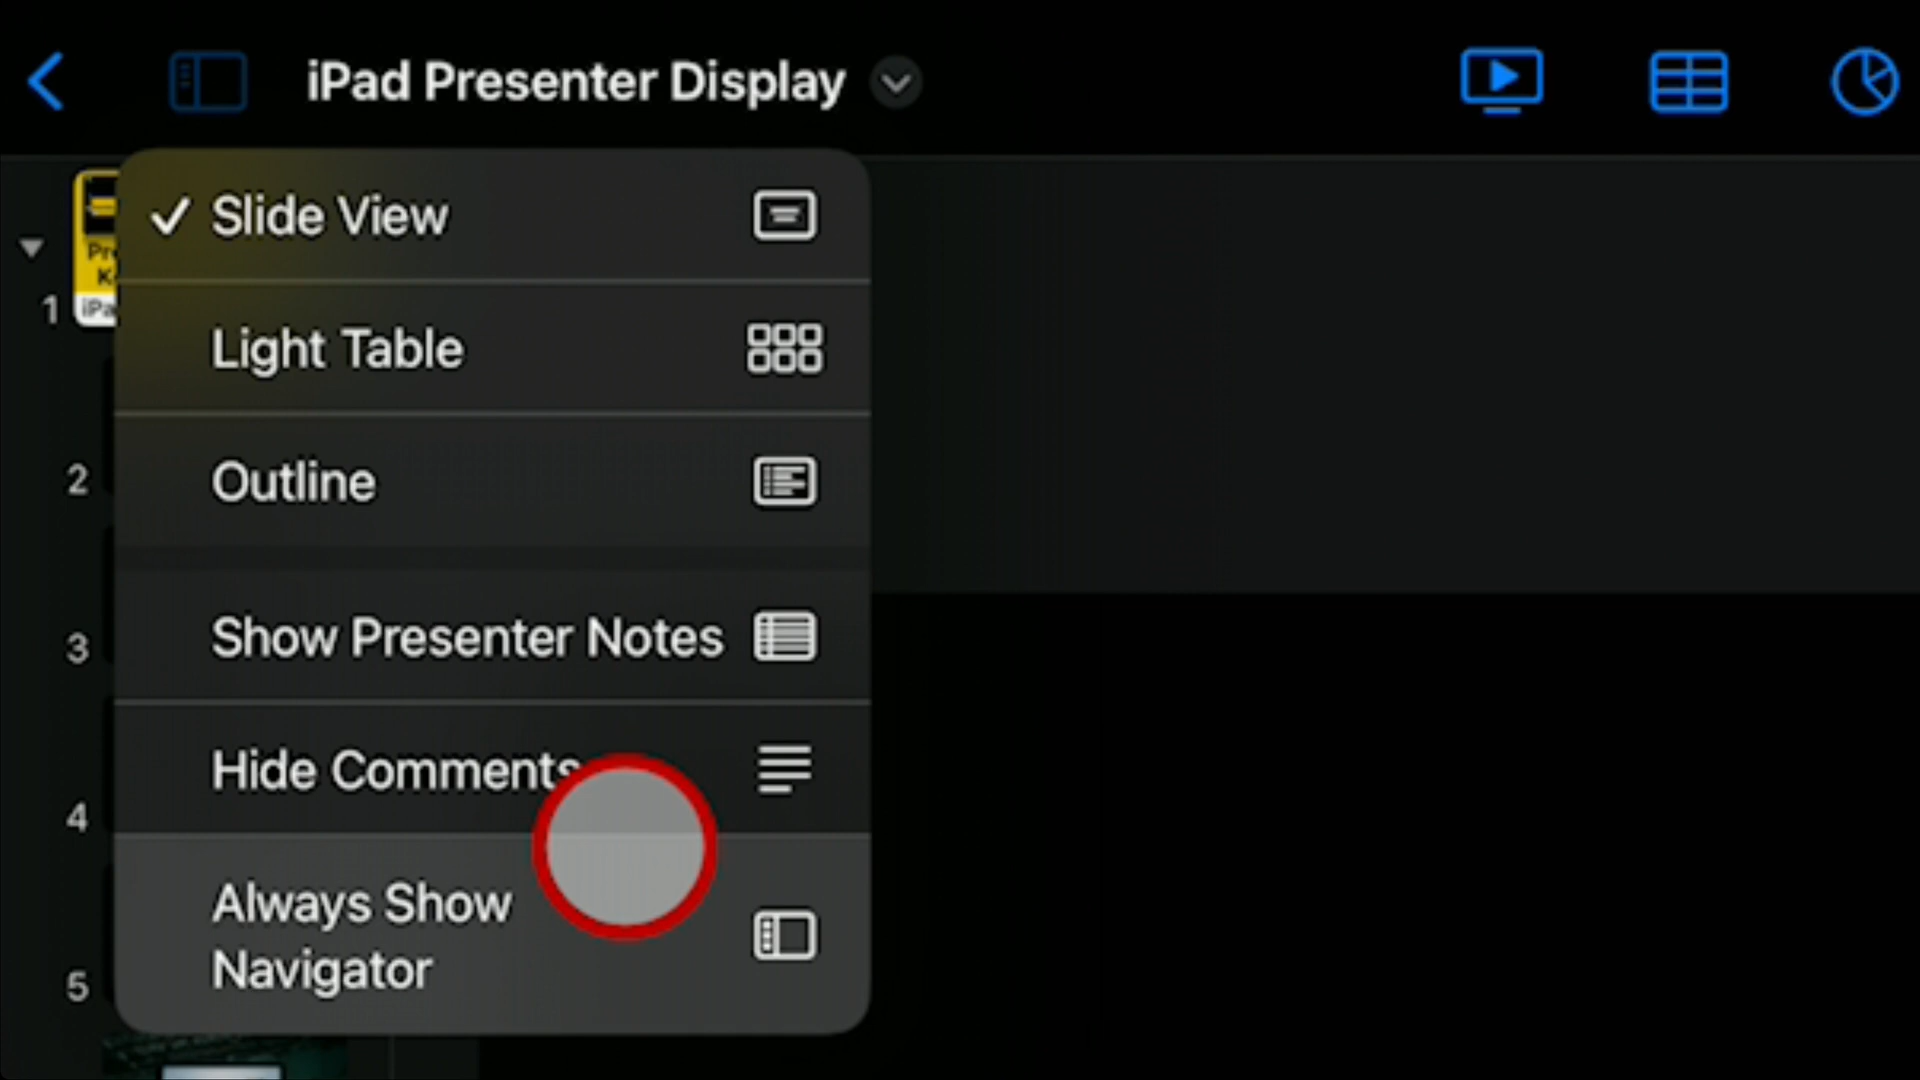 iPad Presenter Display
Slide View
Light Table
Outline
Show Presenter Notes
Hide Comments
Always Show
Navigator
1
2
3
4
5